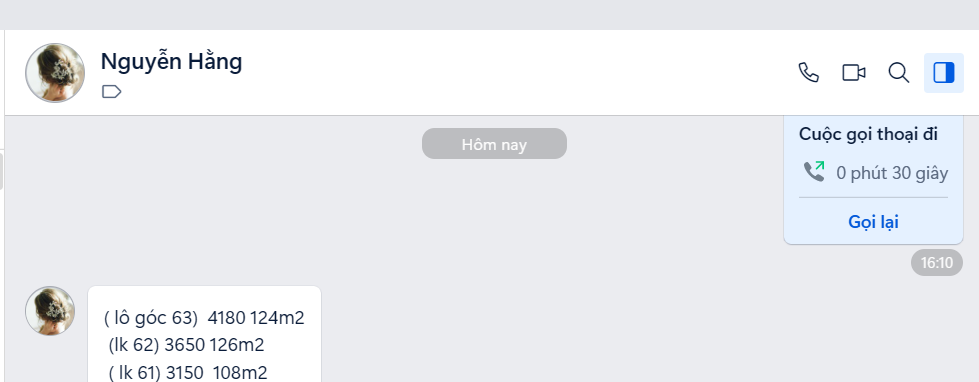 Nguyễn Hằng
Hôm nay
Cuộc gọi thoại đi
0 phút 30 giây
Gọi lại
16:10
( lô góc 63)  4180 124m2
(lk 62) 3650 126m2
( lk 61) 3150  108m2